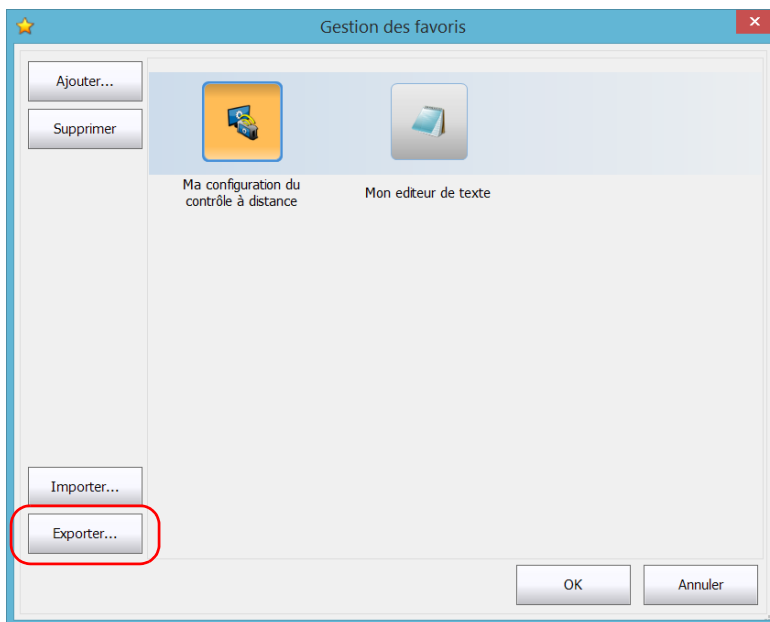 Gestion des favoris
Ajouter...
Supprimer
Ma configuration du
contrôle à distance
Mon editeur de texte
Importer...
Exporter...
OK
Annuler